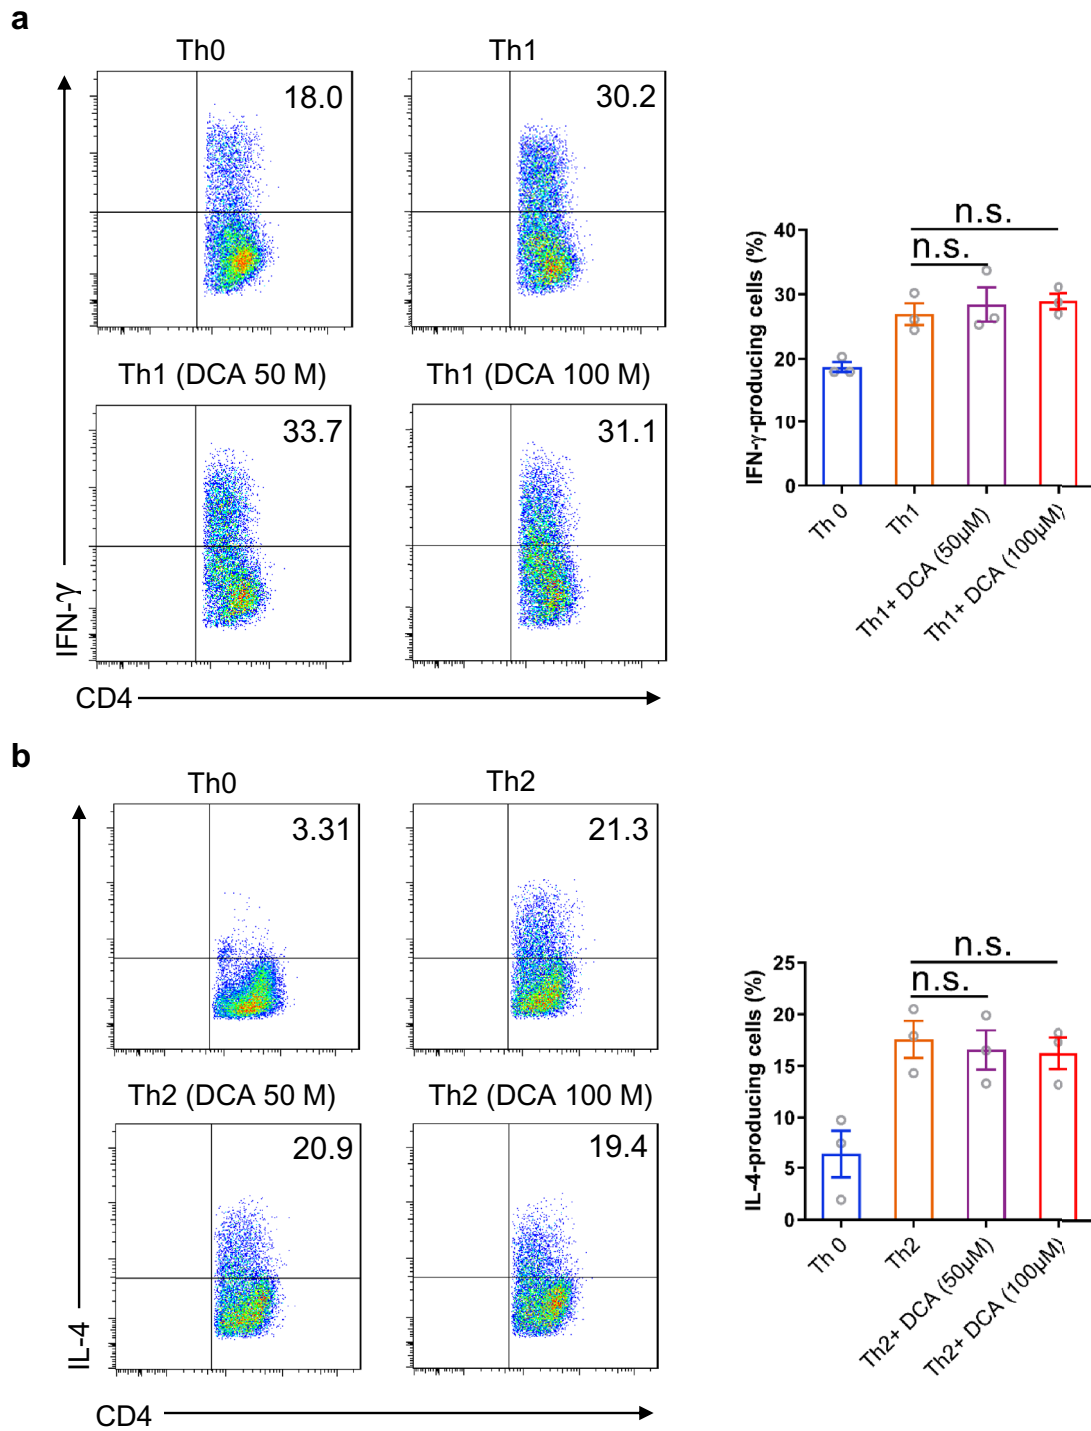 a
Th0
Th1
18.0
30.2
Th1 (DCA 50 M)
Th1 (DCA 100 M)
33.7
31.1
IFN-γ
CD4
n.s.
n.s.
IFN-γ-producing cells (%)
40
30
20
10
0
Th 0
Th1
Th1+ DCA (50μM)
Th1+ DCA (100μM)
b
Th0
Th2
3.31
21.3
Th2 (DCA 50 M)
Th2 (DCA 100 M)
20.9
19.4
IL-4
CD4
n.s.
n.s.
IL-4-producing cells (%)
25
20
15
10
5
0
Th 0
Th2
Th2+ DCA (50μM)
Th2+ DCA (100μM)